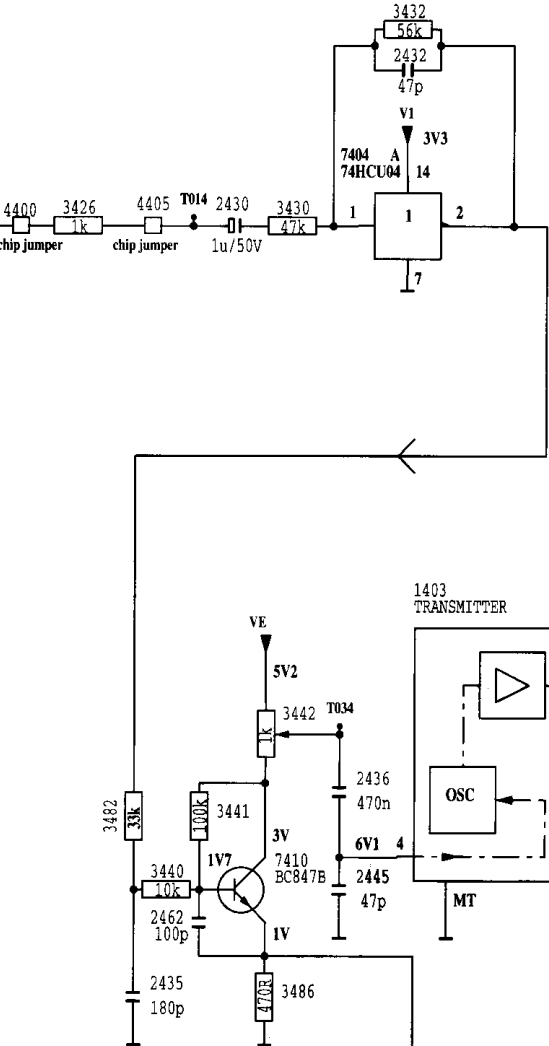 3432
56k
2432
47p
V1
3V3
7404 A
74HCU04 14
4400 3426 4405 T014 2430 3430 1 1 2
1k 47k
chip jumper chip jumper 1u/50V
7
1403
TRANSMITTER
VE
5V2
3442 T034
1k
2436
470n
OSC
3482 33k 100k 3441
3V
6V1 4
3440 1V7 7410
BC847B
10k
2445
47p
MT
2462
100p
1V
2435
180p
470R 3486